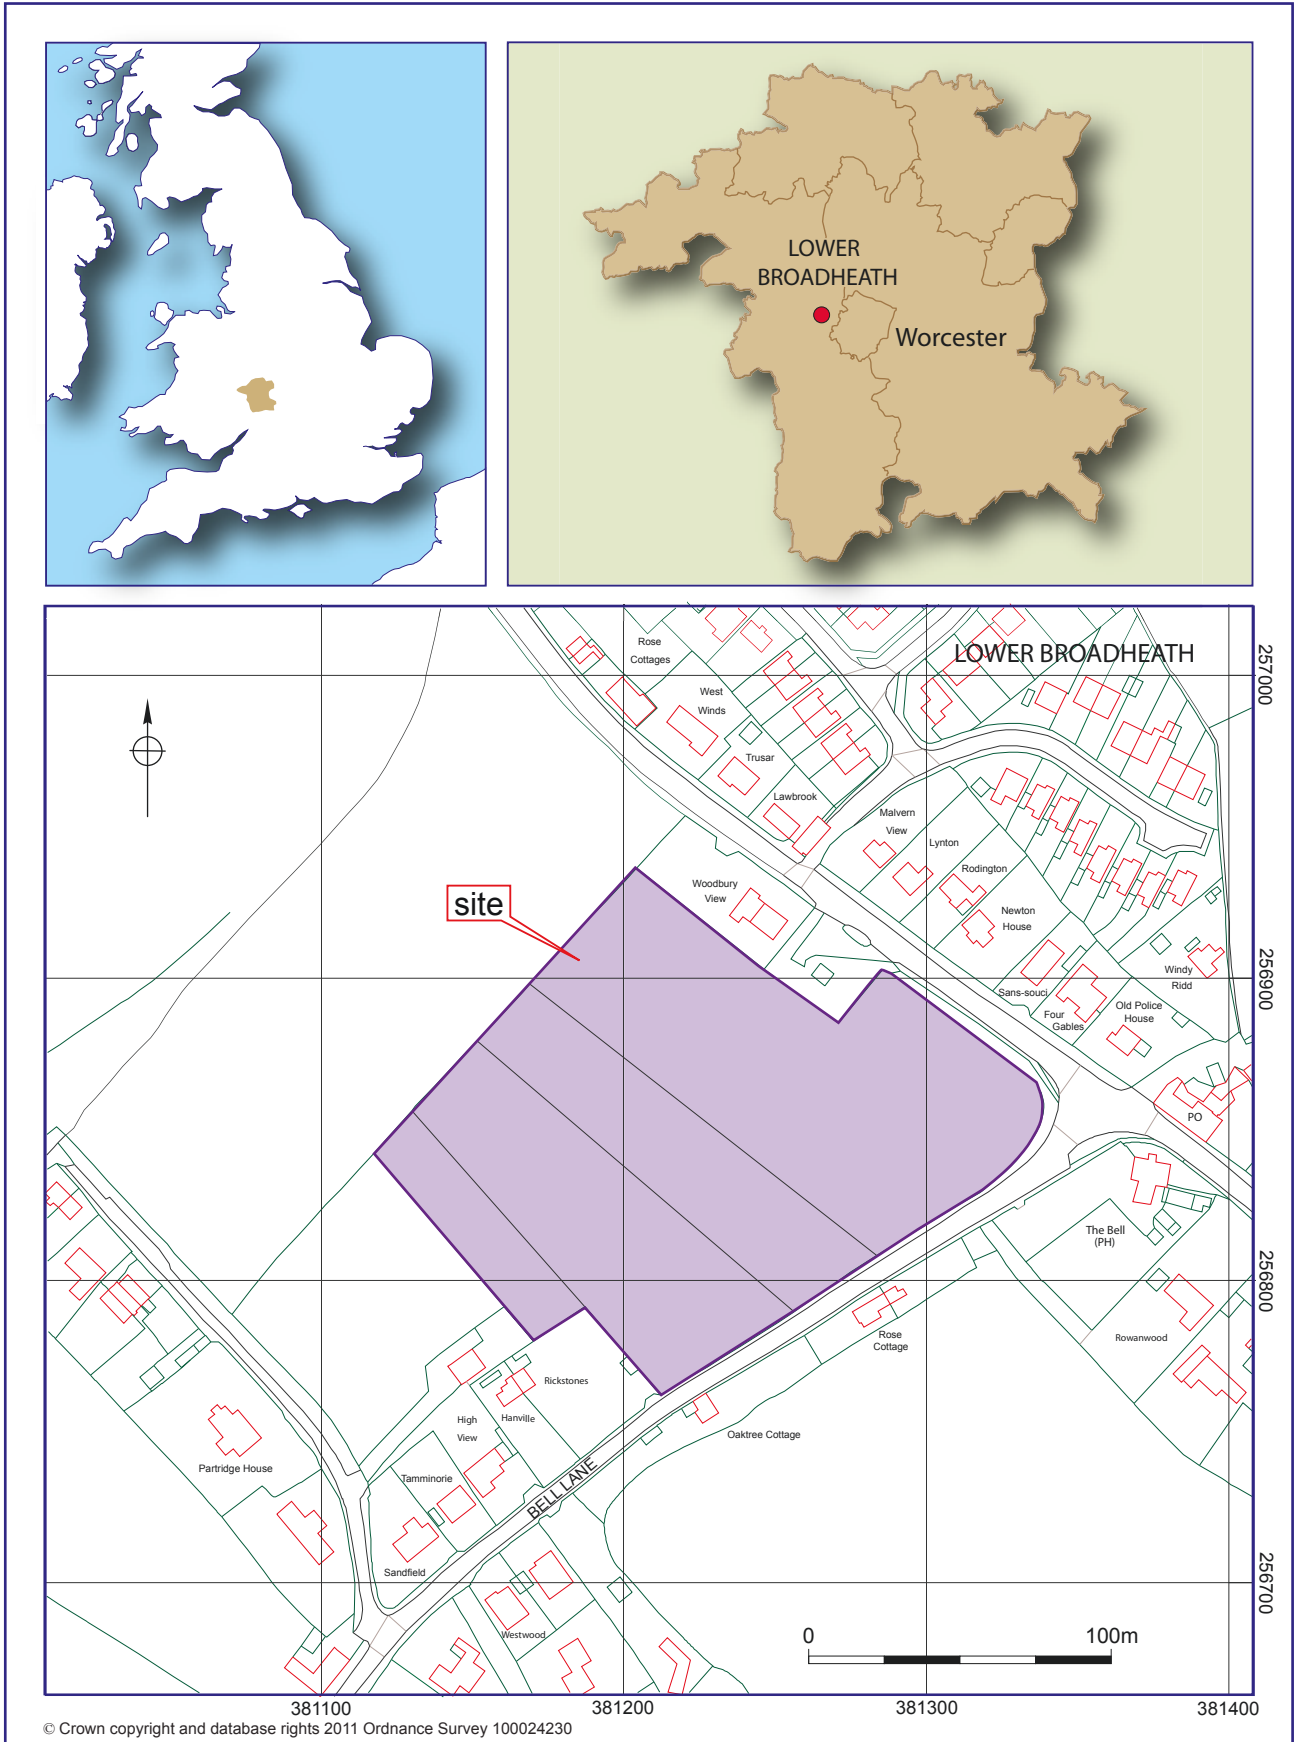 LOWER
BROADHEATH
Worcester
LOWER BROADHEATH
Rose
Cottages
West
Winds
Trusar
Lawbrook
Malvern
View
Lynton
Rodington
Newton
House
Woodbury
View
site
Sans-souci
Four
Gables
Old Police
House
Windy
Ridd
PO
The Bell
(PH)
Rowanwood
Rose
Cottage
Oaktree Cottage
Rickstones
Hanville
High
View
Tamminorie
Partridge House
Sandfield
BELL LANE
Westwood
0 100m
257000
256900
256800
256700
381100 381200 381300 381400
© Crown copyright and database rights 2011 Ordnance Survey 100024230